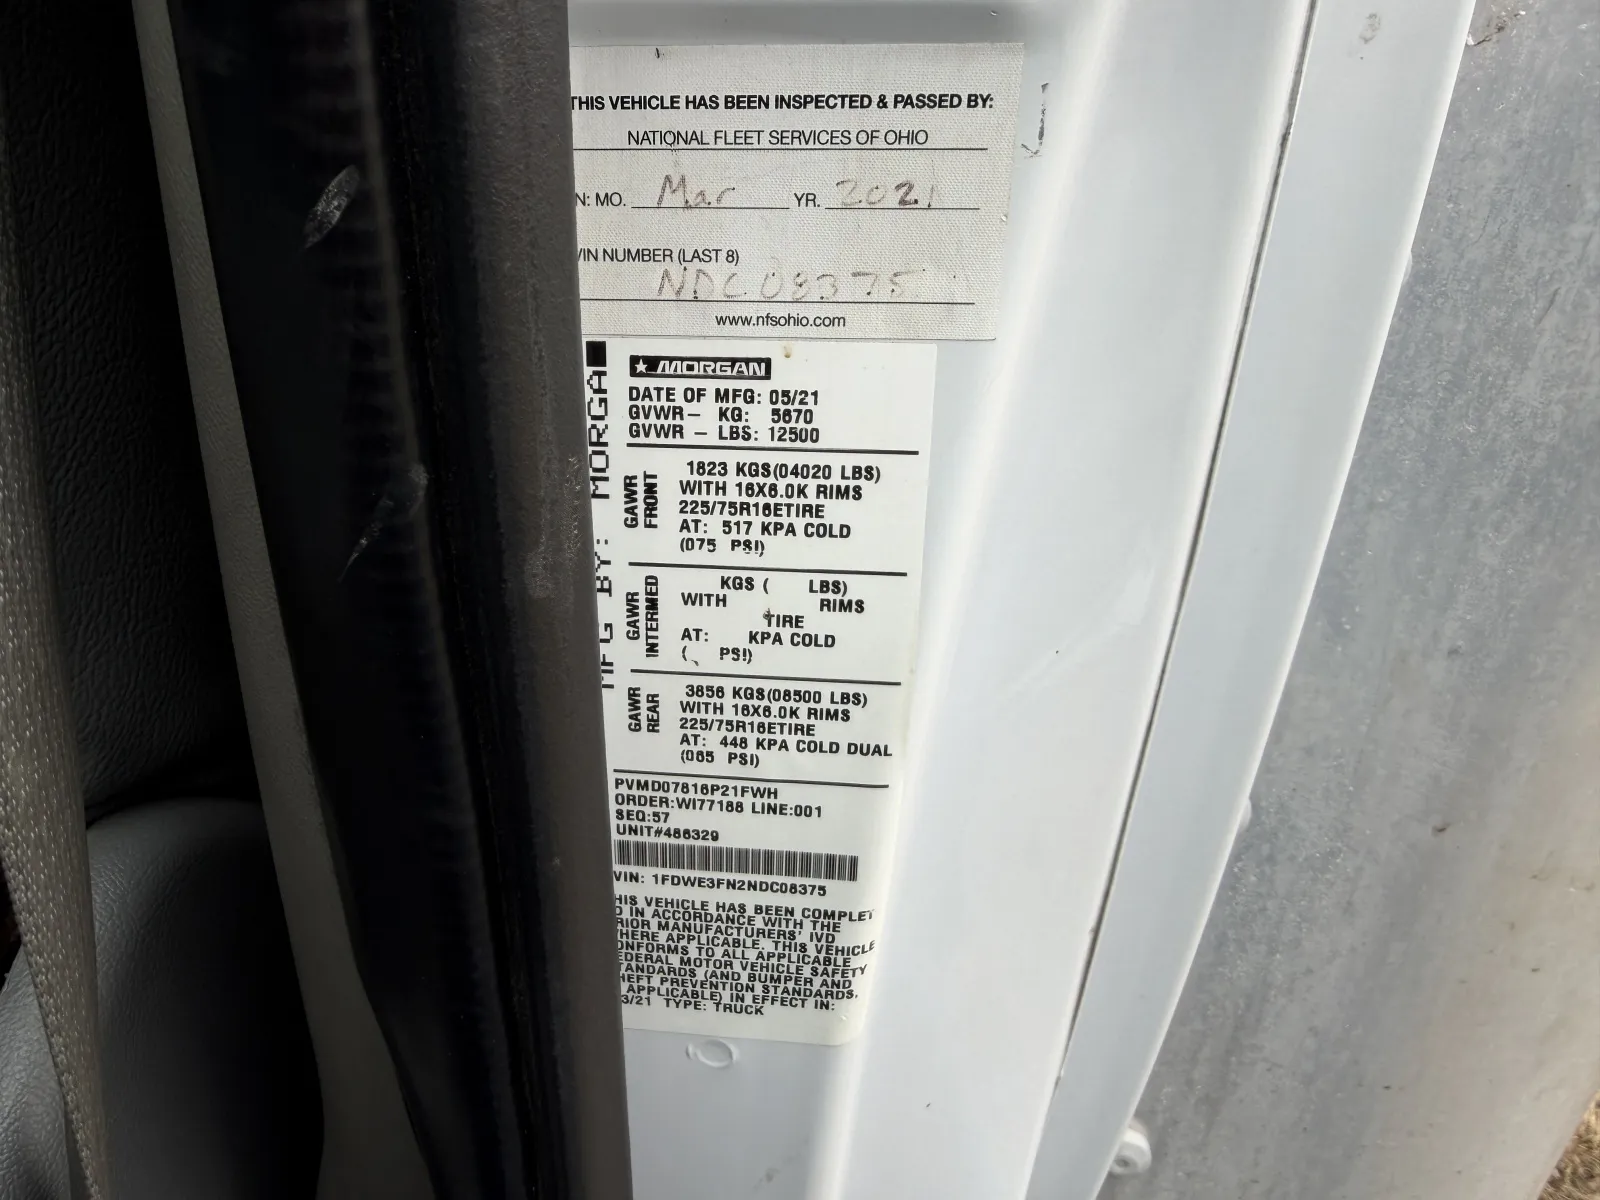 THIS VEHICLE HAS BEEN INSPECTED & PASSED BY:
NATIONAL FLEET SERVICES OF OHIO
N: MO. Mar YR. 2021
VIN NUMBER (LAST 8)
NDC08375
www.nfsohio.com
MFG BY: MORGA
MORGAN
DATE OF MFG: 05/21
GVWR- KG: 5670
GVWR - LBS: 12500
GAWR FRONT
1823 KGS(04020 LBS)
WITH 16X6.0K RIMS
225/75R16ETIRE
AT: 517 KPA COLD
(075 PSI)
GAWR INTERMED
KGS ( LBS)
WITH RIMS
TIRE
AT: KPA COLD
( PSI)
GAWR REAR
3856 KGS(08500 LBS)
WITH 16X6.0K RIMS
225/75R16ETIRE
AT: 448 KPA COLD DUAL
(065 PSI)
PVMD07816P21FWH
ORDER:WI77188 LINE:001
SEQ:57
UNIT#486329
VIN: 1FDWE3FN2NDC08375
HIS VEHICLE HAS BEEN COMPLET
D IN ACCORDANCE WITH THE
RIOR MANUFACTURERS' IVD
HERE APPLICABLE. THIS VEHICLE
ONFORMS TO ALL APPLICABLE
EDERAL MOTOR VEHICLE SAFETY
TANDARDS (AND BUMPER AND
HEFT PREVENTION STANDARDS,
APPLICABLE) IN EFFECT IN:
3/21 TYPE: TRUCK